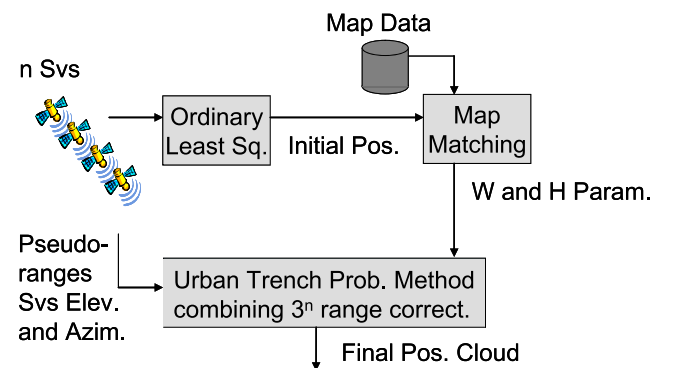 Map Data
n Svs
Ordinary
Least Sq.
Initial Pos.
Map
Matching
W and H Param.
Pseudo-
ranges
Svs Elev.
and Azim.
Urban Trench Prob. Method
combining 3ⁿ range correct.
Final Pos. Cloud